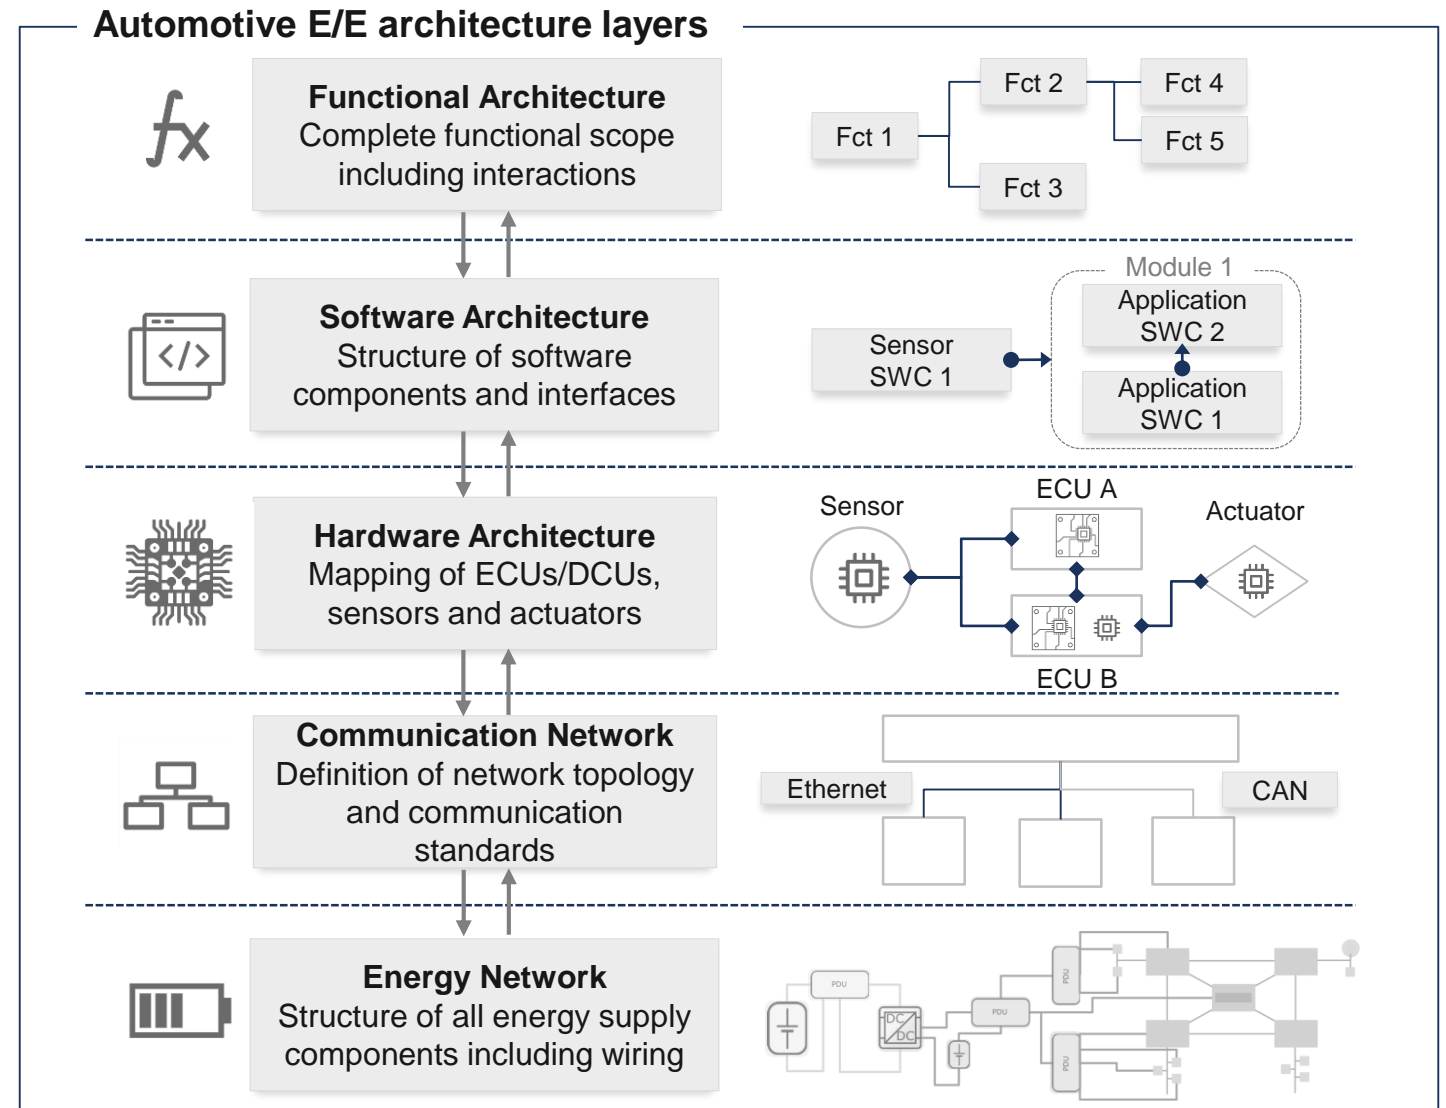 Automotive E/E architecture layers
Functional Architecture
Complete functional scope
including interactions
fx
Fct 1
Fct 2
Fct 3
Fct 4
Fct 5
Software Architecture
Structure of software
components and interfaces
</>
Sensor
SWC 1
Module 1
Application
SWC 2
Application
SWC 1
Hardware Architecture
Mapping of ECUs/DCUs,
sensors and actuators
Sensor
ECU A
ECU B
Actuator
Communication Network
Definition of network topology
and communication
standards
Ethernet
CAN
Energy Network
Structure of all energy supply
components including wiring
PDU
DC
DC
PDU
PDU
PDU